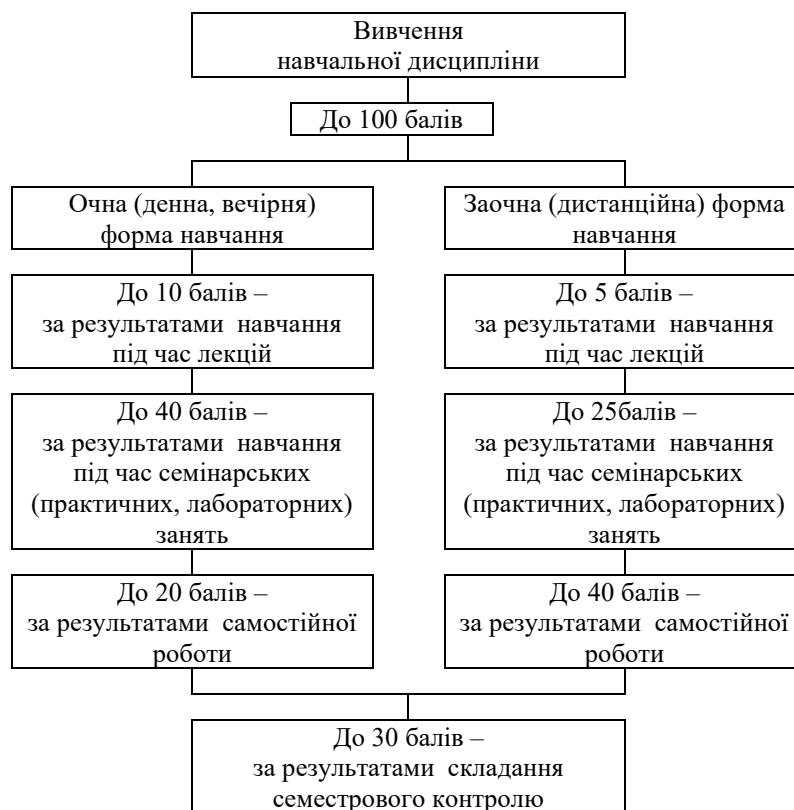 Вивчення
навчальної дисципліни
До 100 балів
Очна (денна, вечірня)
форма навчання
До 10 балів –
за результатами навчання
під час лекцій
До 40 балів –
за результатами навчання
під час семінарських
(практичних, лабораторних)
занять
До 20 балів –
за результатами самостійної
роботи
Заочна (дистанційна) форма
навчання
До 5 балів –
за результатами навчання
під час лекцій
До 25балів –
за результатами навчання
під час семінарських
(практичних, лабораторних)
занять
До 40 балів –
за результатами самостійної
роботи
До 30 балів –
за результатами складання
семестрового контролю